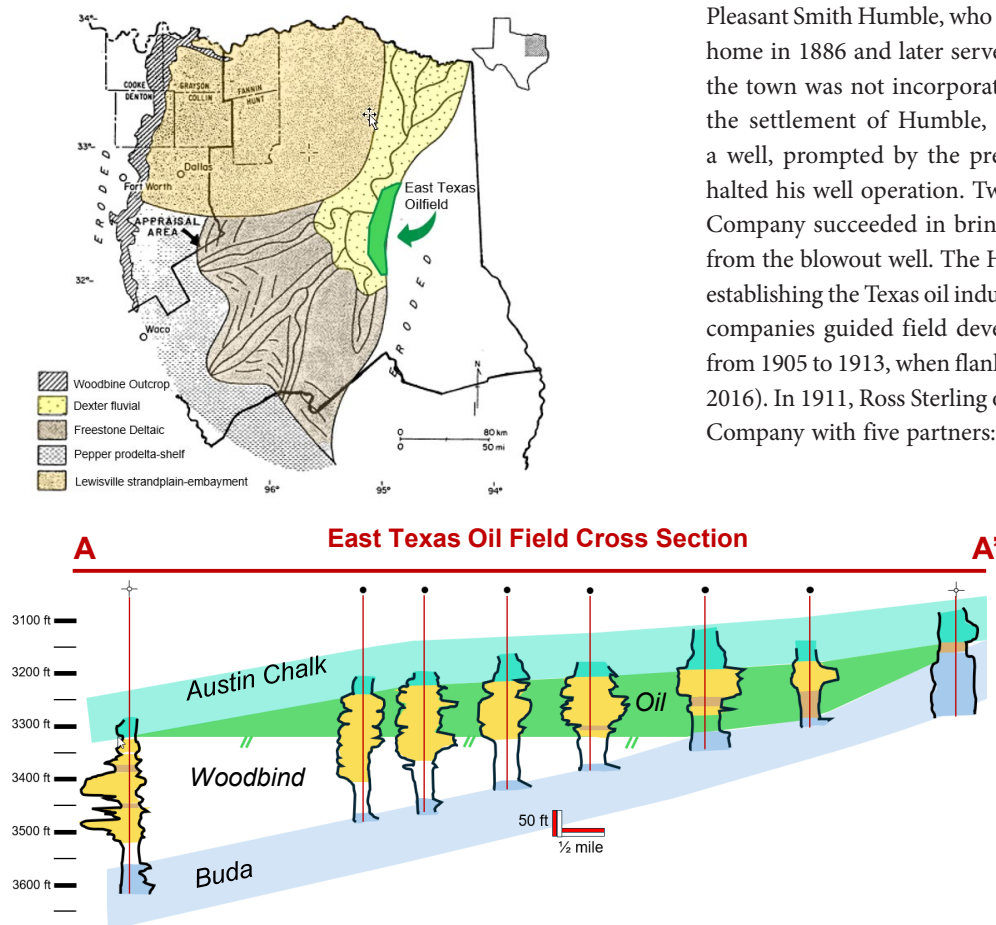 34°
33°
32°
COOKE
DENTON
GRAYSON
COLLIN
FANNIN
HUNT
Dallas
Fort Worth
ERODED
APPRAISAL
AREA
Waco
East Texas
Oilfield
ERODED
N
0 80 km
0 50 mi
96°
95°
94°
Woodbine Outcrop
Dexter fluvial
Freestone Deltaic
Pepper prodelta-shelf
Lewisville strandplain-embayment
Pleasant Smith Humble, who
home in 1886 and later serve
the town was not incorporat
the settlement of Humble,
a well, prompted by the pre
halted his well operation. Tw
Company succeeded in brin
from the blowout well. The H
establishing the Texas oil indu
companies guided field deve
from 1905 to 1913, when flank
2016). In 1911, Ross Sterling o
Company with five partners:
East Texas Oil Field Cross Section
A
A'
3100 ft
3200 ft
3300 ft
3400 ft
3500 ft
3600 ft
Austin Chalk
Oil
Woodbind
Buda
50 ft
½ mile